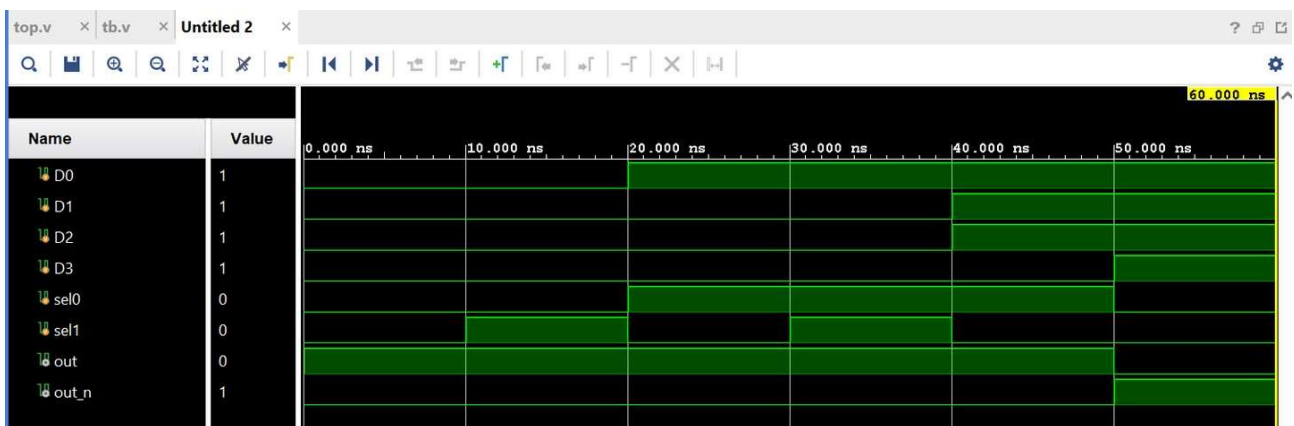 top.v × tb.v × Untitled 2 ×
?
60.000 ns
Name Value
0.000 ns 10.000 ns 20.000 ns 30.000 ns 40.000 ns 50.000 ns
D0 1
D1 1
D2 1
D3 1
sel0 0
sel1 0
out 0
out_n 1